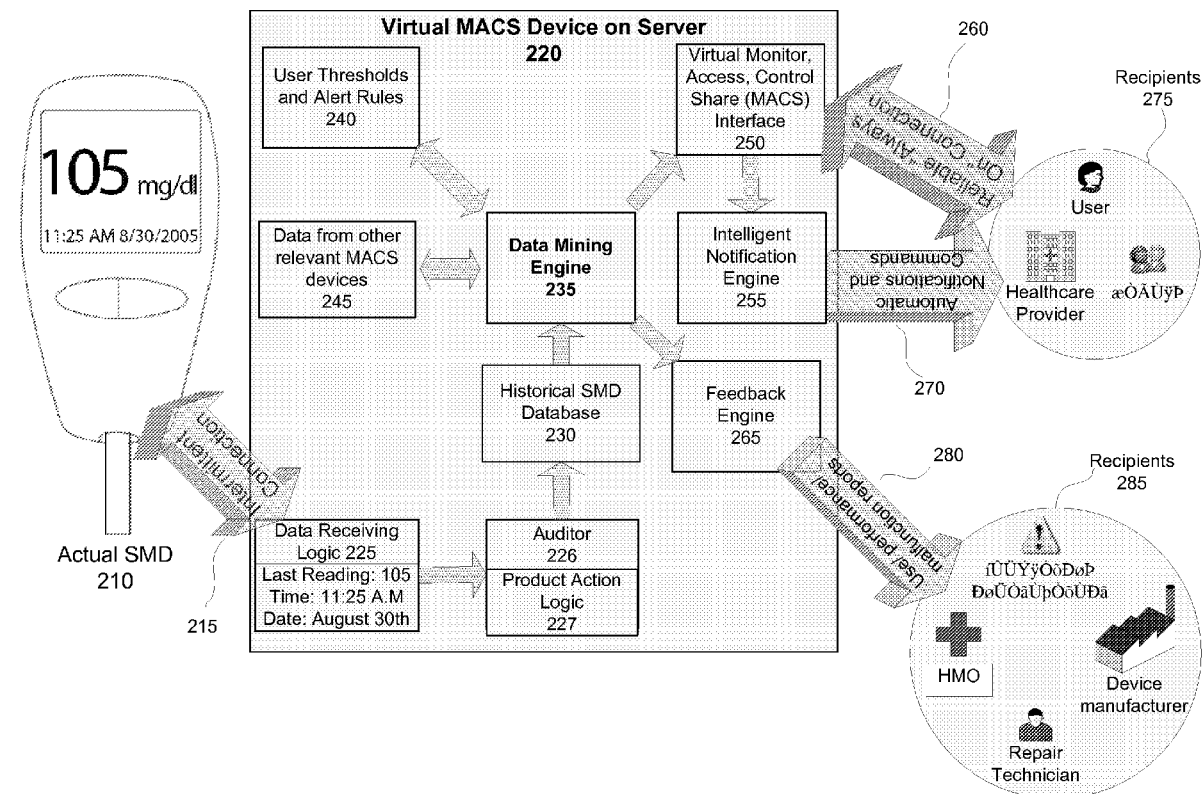 Virtual MACS Device on Server
220
User Thresholds
and Alert Rules
240
Virtual Monitor,
Access, Control
Share (MACS)
Interface
250
260
Reliable "Always
On" Connection
Recipients
275
User
Healthcare
Provider
æÒÃÙÿÞ
105 mg/dl
11:25 AM 8/30/2005
Data from other
relevant MACS
devices
245
Data Mining
Engine
235
Intelligent
Notification
Engine
255
Automatic
Notifications and
Commands
270
Historical SMD
Database
230
Feedback
Engine
265
280
Use/ performance/
malfunction reports
Recipients
285
Intermittent
Connection
215
Actual SMD
210
Data Receiving
Logic 225
Last Reading: 105
Time: 11:25 A.M
Date: August 30th
Auditor
226
Product Action
Logic
227
HMO
Device
manufacturer
Repair
Technician